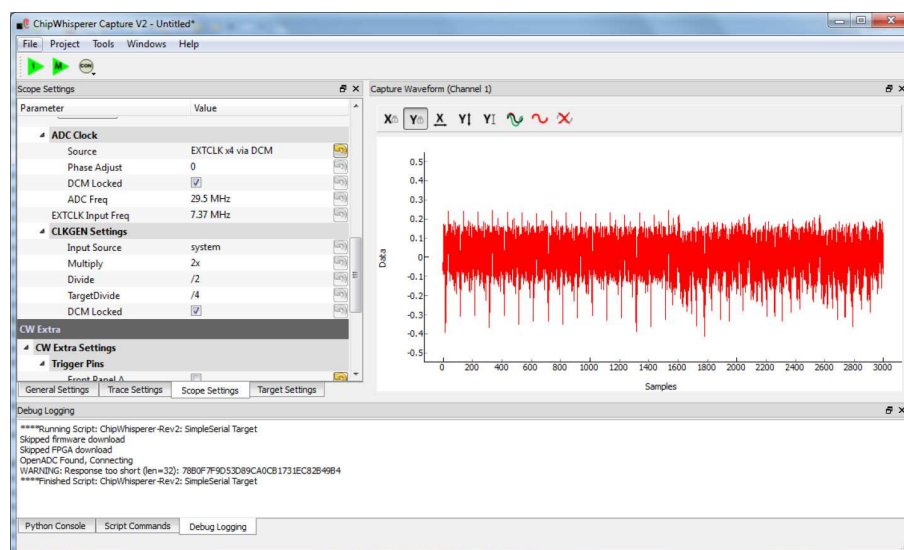 ChipWhisperer Capture V2 - Untitled*
File Project Tools Windows Help
1 M CON
Scope Settings
Parameter Value
ADC Clock
Source EXTCLK x4 via DCM
Phase Adjust 0
DCM Locked
ADC Freq 29.5 MHz
EXTCLK Input Freq 7.37 MHz
CLKGEN Settings
Input Source system
Multiply 2x
Divide /2
TargetDivide /4
DCM Locked
CW Extra
CW Extra Settings
Trigger Pins
Front Panel A
General Settings Trace Settings Scope Settings Target Settings
Capture Waveform (Channel 1)
X Y X Y Y
0.5
0.4
0.3
0.2
0.1
0
-0.1
-0.2
-0.3
-0.4
-0.5
Data
0 200 400 600 800 1000 1200 1400 1600 1800 2000 2200 2400 2600 2800 3000
Samples
Debug Logging
****Running Script: ChipWhisperer-Rev2: SimpleSerial Target
Skipped firmware download
Skipped FPGA download
OpenADC Found, Connecting
WARNING: Response too short (len=32): 78B0F7F9D53D89CA0CB1731EC82B49B4
****Finished Script: ChipWhisperer-Rev2: SimpleSerial Target
Python Console Script Commands Debug Logging